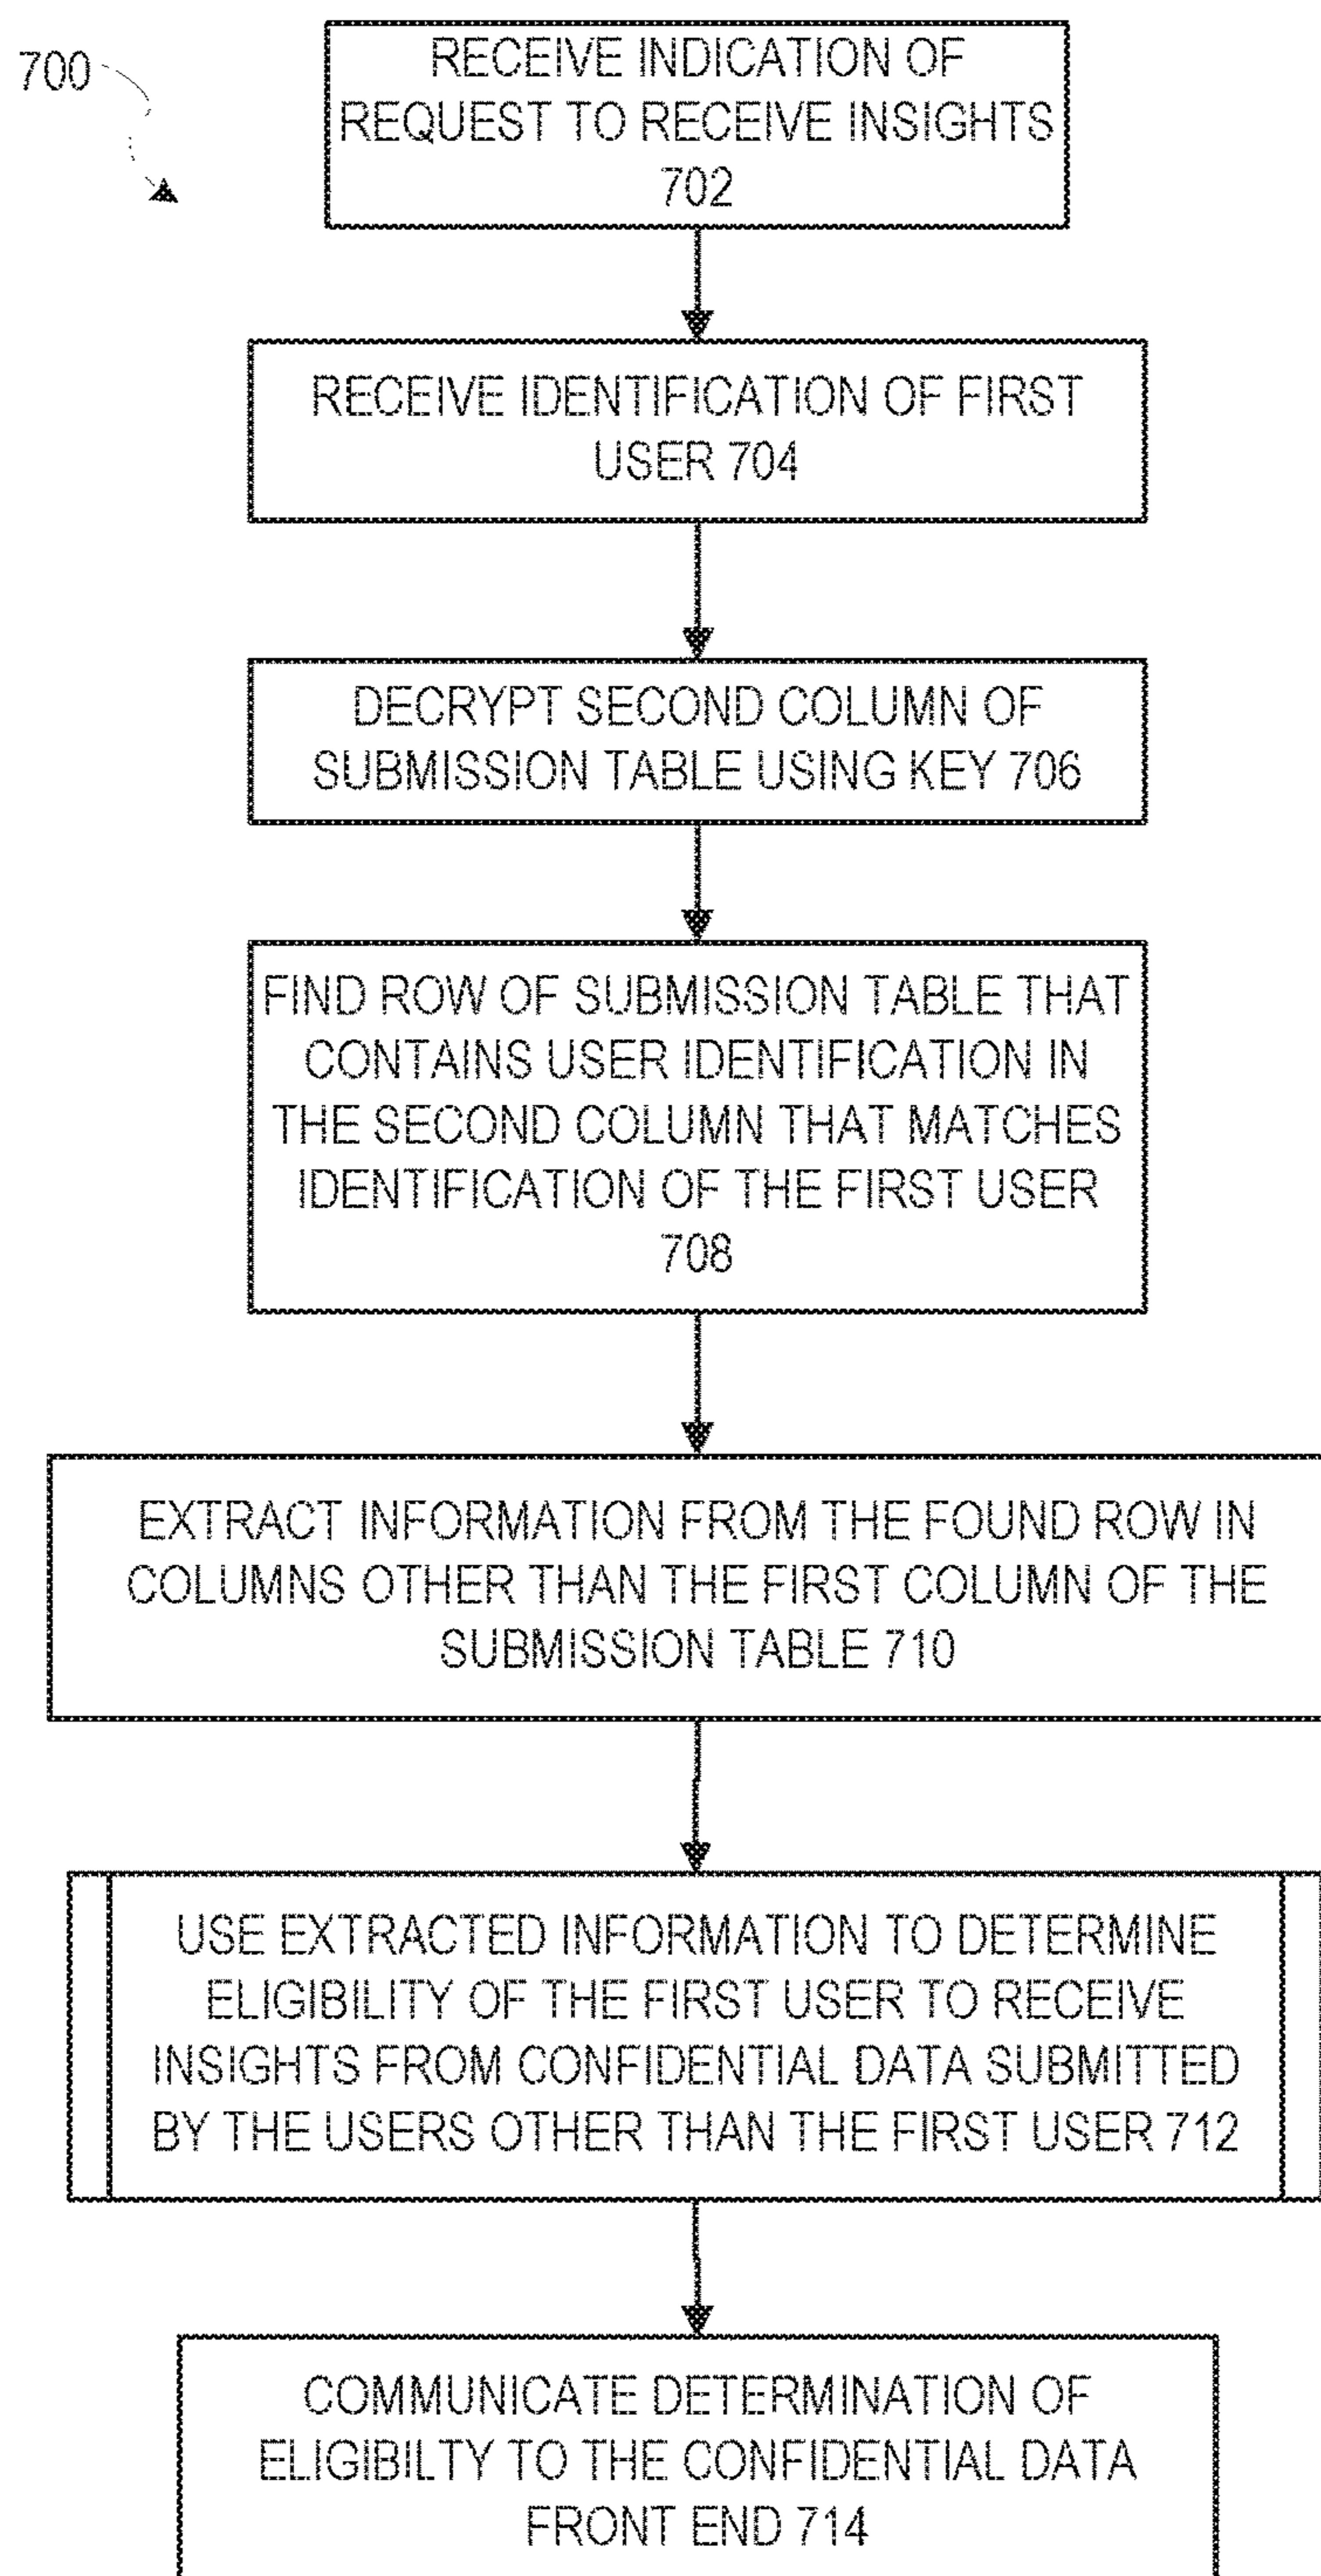 700
RECEIVE INDICATION OF
REQUEST TO RECEIVE INSIGHTS
702
RECEIVE IDENTIFICATION OF FIRST
USER 704
DECRYPT SECOND COLUMN OF
SUBMISSION TABLE USING KEY 706
FIND ROW OF SUBMISSION TABLE THAT
CONTAINS USER IDENTIFICATION IN
THE SECOND COLUMN THAT MATCHES
IDENTIFICATION OF THE FIRST USER
708
EXTRACT INFORMATION FROM THE FOUND ROW IN
COLUMNS OTHER THAN THE FIRST COLUMN OF THE
SUBMISSION TABLE 710
USE EXTRACTED INFORMATION TO DETERMINE
ELIGIBILITY OF THE FIRST USER TO RECEIVE
INSIGHTS FROM CONFIDENTIAL DATA SUBMITTED
BY THE USERS OTHER THAN THE FIRST USER 712
COMMUNICATE DETERMINATION OF
ELIGIBILTY TO THE CONFIDENTIAL DATA
FRONT END 714